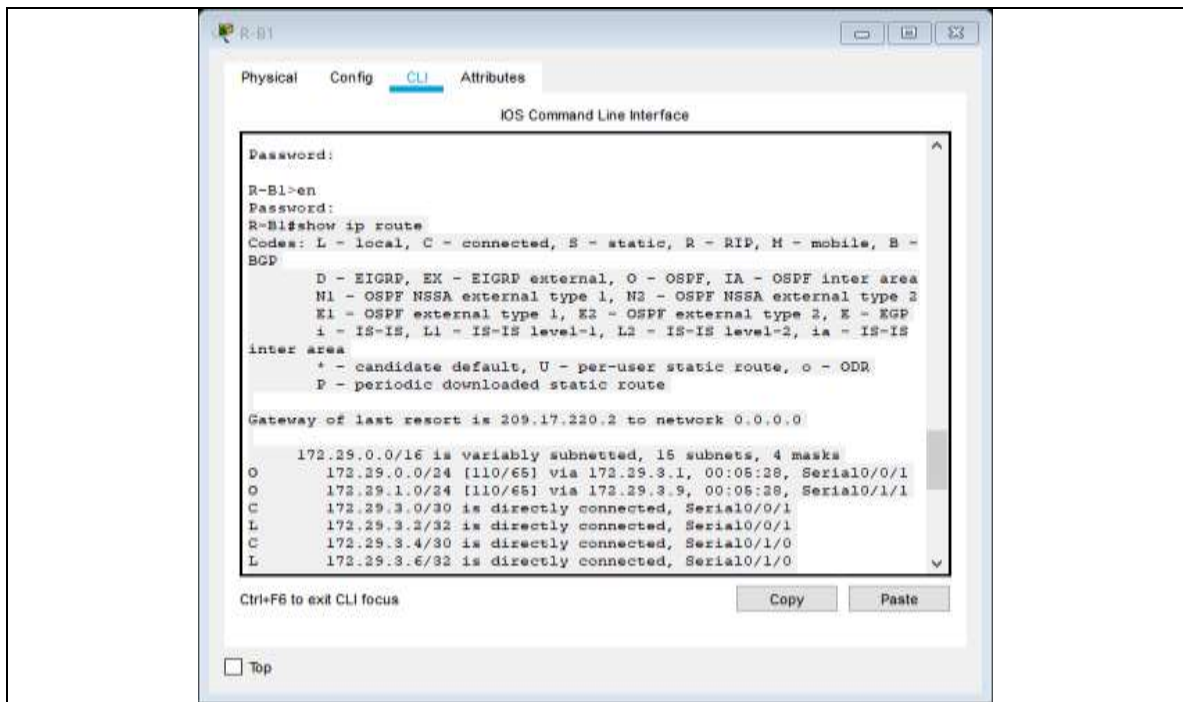 R-B1
Physical Config CLI Attributes
IOS Command Line Interface
Password:
R-B1>en
Password:
R-B1#show ip route
Codes: L - local, C - connected, S - static, R - RIP, M - mobile, B -
BGP
D - EIGRP, EX - EIGRP external, O - OSPF, IA - OSPF inter area
N1 - OSPF NSSA external type 1, N2 - OSPF NSSA external type 2
E1 - OSPF external type 1, E2 - OSPF external type 2, E - EGP
i - IS-IS, L1 - IS-IS level-1, L2 - IS-IS level-2, ia - IS-IS
inter area
* - candidate default, U - per-user static route, o - ODR
P - periodic downloaded static route
Gateway of last resort is 209.17.220.2 to network 0.0.0.0
172.29.0.0/16 is variably subnetted, 15 subnets, 4 masks
O 172.29.0.0/24 [110/65] via 172.29.3.1, 00:05:28, Serial0/0/1
O 172.29.1.0/24 [110/65] via 172.29.3.9, 00:05:28, Serial0/1/1
C 172.29.3.0/30 is directly connected, Serial0/0/1
L 172.29.3.2/32 is directly connected, Serial0/0/1
C 172.29.3.4/30 is directly connected, Serial0/1/0
L 172.29.3.6/32 is directly connected, Serial0/1/0
Ctrl+F6 to exit CLI focus
Copy Paste
Top